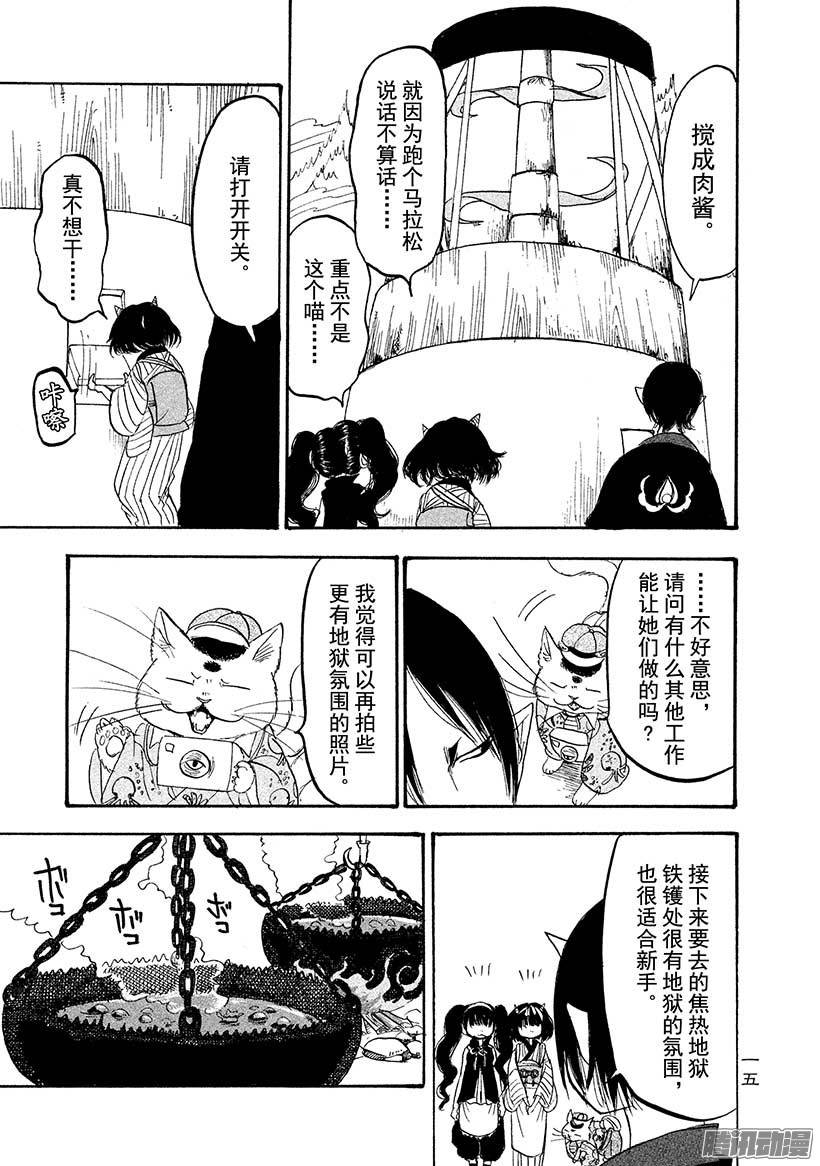 搅成肉酱。
就因为跑个马拉松
说话不算话……
重点不是
这个喵……
请打开开关。
真不想干……
咔嚓
……不好意思，
请问有什么其他工作
能让她们做的吗？
我觉得可以再拍些
更有地狱氛围的照片。
接下来要去的焦热地狱
铁镬处很有地狱的氛围，
也很适合新手。
ボコ
ボコ
一五
腾讯动漫